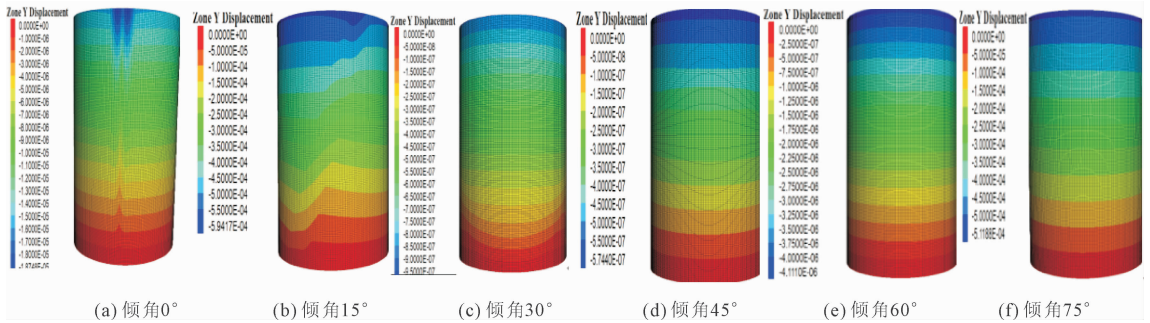 Zone Y Displacement
0.0000E+00
-1.0000E-06
-2.0000E-06
-3.0000E-06
-4.0000E-06
-5.0000E-06
-6.0000E-06
-7.0000E-06
-8.0000E-06
-9.0000E-06
-1.0000E-05
-1.1000E-05
-1.2000E-05
-1.3000E-05
-1.4000E-05
-1.5000E-05
-1.6000E-05
-1.7000E-05
-1.8000E-05
Zone Y Displacement
0.0000E+00
-5.0000E-05
-1.0000E-04
-1.5000E-04
-2.0000E-04
-2.5000E-04
-3.0000E-04
-3.5000E-04
-4.0000E-04
-4.5000E-04
-5.0000E-04
-5.5000E-04
-5.9417E-04
Zone Y Displacement
0.0000E+00
-5.0000E-08
-1.0000E-07
-1.5000E-07
-2.0000E-07
-2.5000E-07
-3.0000E-07
-3.5000E-07
-4.0000E-07
-4.5000E-07
-5.0000E-07
-5.5000E-07
-6.0000E-07
-6.5000E-07
-7.0000E-07
-7.5000E-07
-8.0000E-07
-8.5000E-07
-9.0000E-07
-9.5000E-07
Zone Y Displacement
0.0000E+00
-5.0000E-08
-1.0000E-07
-1.5000E-07
-2.0000E-07
-2.5000E-07
-3.0000E-07
-3.5000E-07
-4.0000E-07
-4.5000E-07
-5.0000E-07
-5.5000E-07
-5.7440E-07
Zone Y Displacement
0.0000E+00
-2.5000E-07
-5.0000E-07
-7.5000E-07
-1.0000E-06
-1.2500E-06
-1.5000E-06
-1.7500E-06
-2.0000E-06
-2.2500E-06
-2.5000E-06
-2.7500E-06
-3.0000E-06
-3.2500E-06
-3.5000E-06
-3.7500E-06
-4.0000E-06
-4.1110E-06
Zone Y Displacement
0.0000E+00
-5.0000E-05
-1.0000E-04
-1.5000E-04
-2.0000E-04
-2.5000E-04
-3.0000E-04
-3.5000E-04
-4.0000E-04
-4.5000E-04
-5.0000E-04
-5.1186E-04
(a) 倾角0°
(b) 倾角15°
(c) 倾角30°
(d) 倾角45°
(e) 倾角60°
(f) 倾角75°